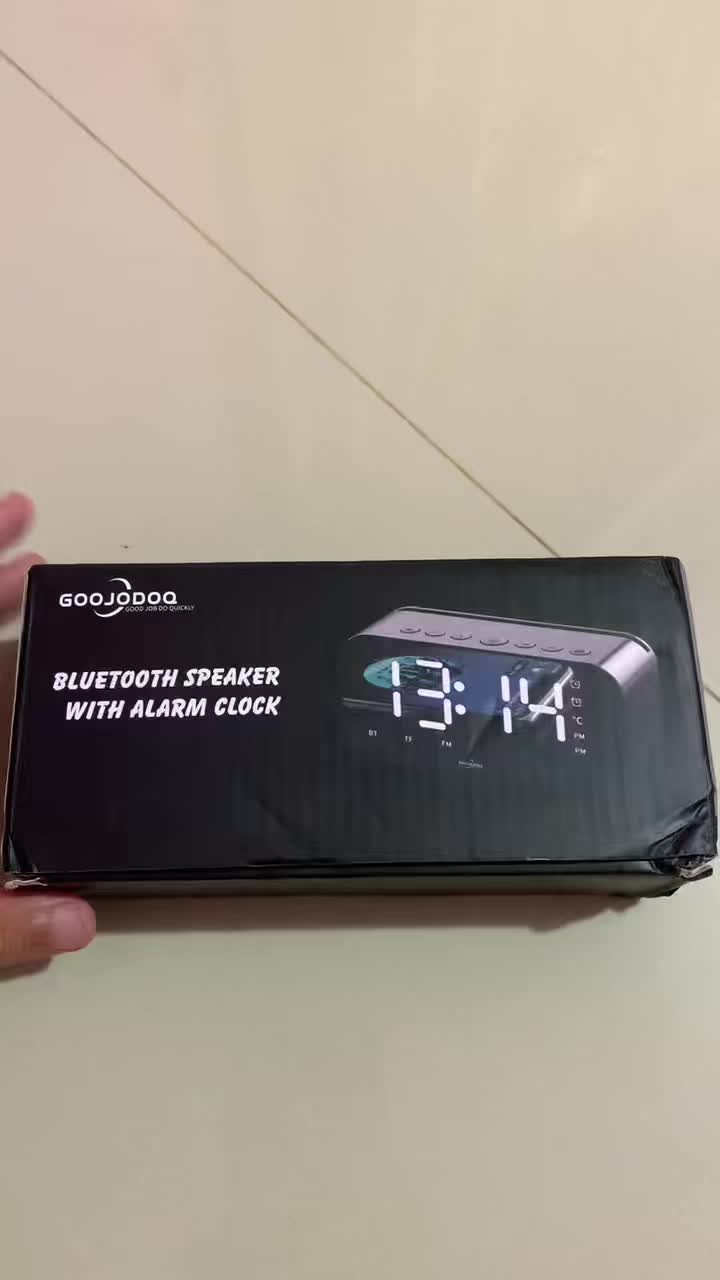 GOOJODOQ
GOOD JOB DO QUICKLY
BLUETOOTH SPEAKER
WITH ALARM CLOCK
13:14
°C
PM
PM
BT TF FM